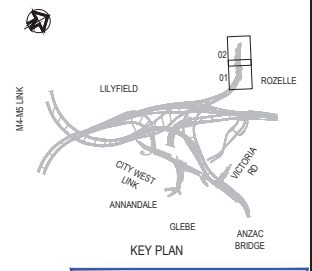 02
01
ROZELLE
LILYFIELD
M4-M5 LINK
CITY WEST
LINK
VICTORIA
RD
ANNANDALE
GLEBE
ANZAC
BRIDGE
KEY PLAN